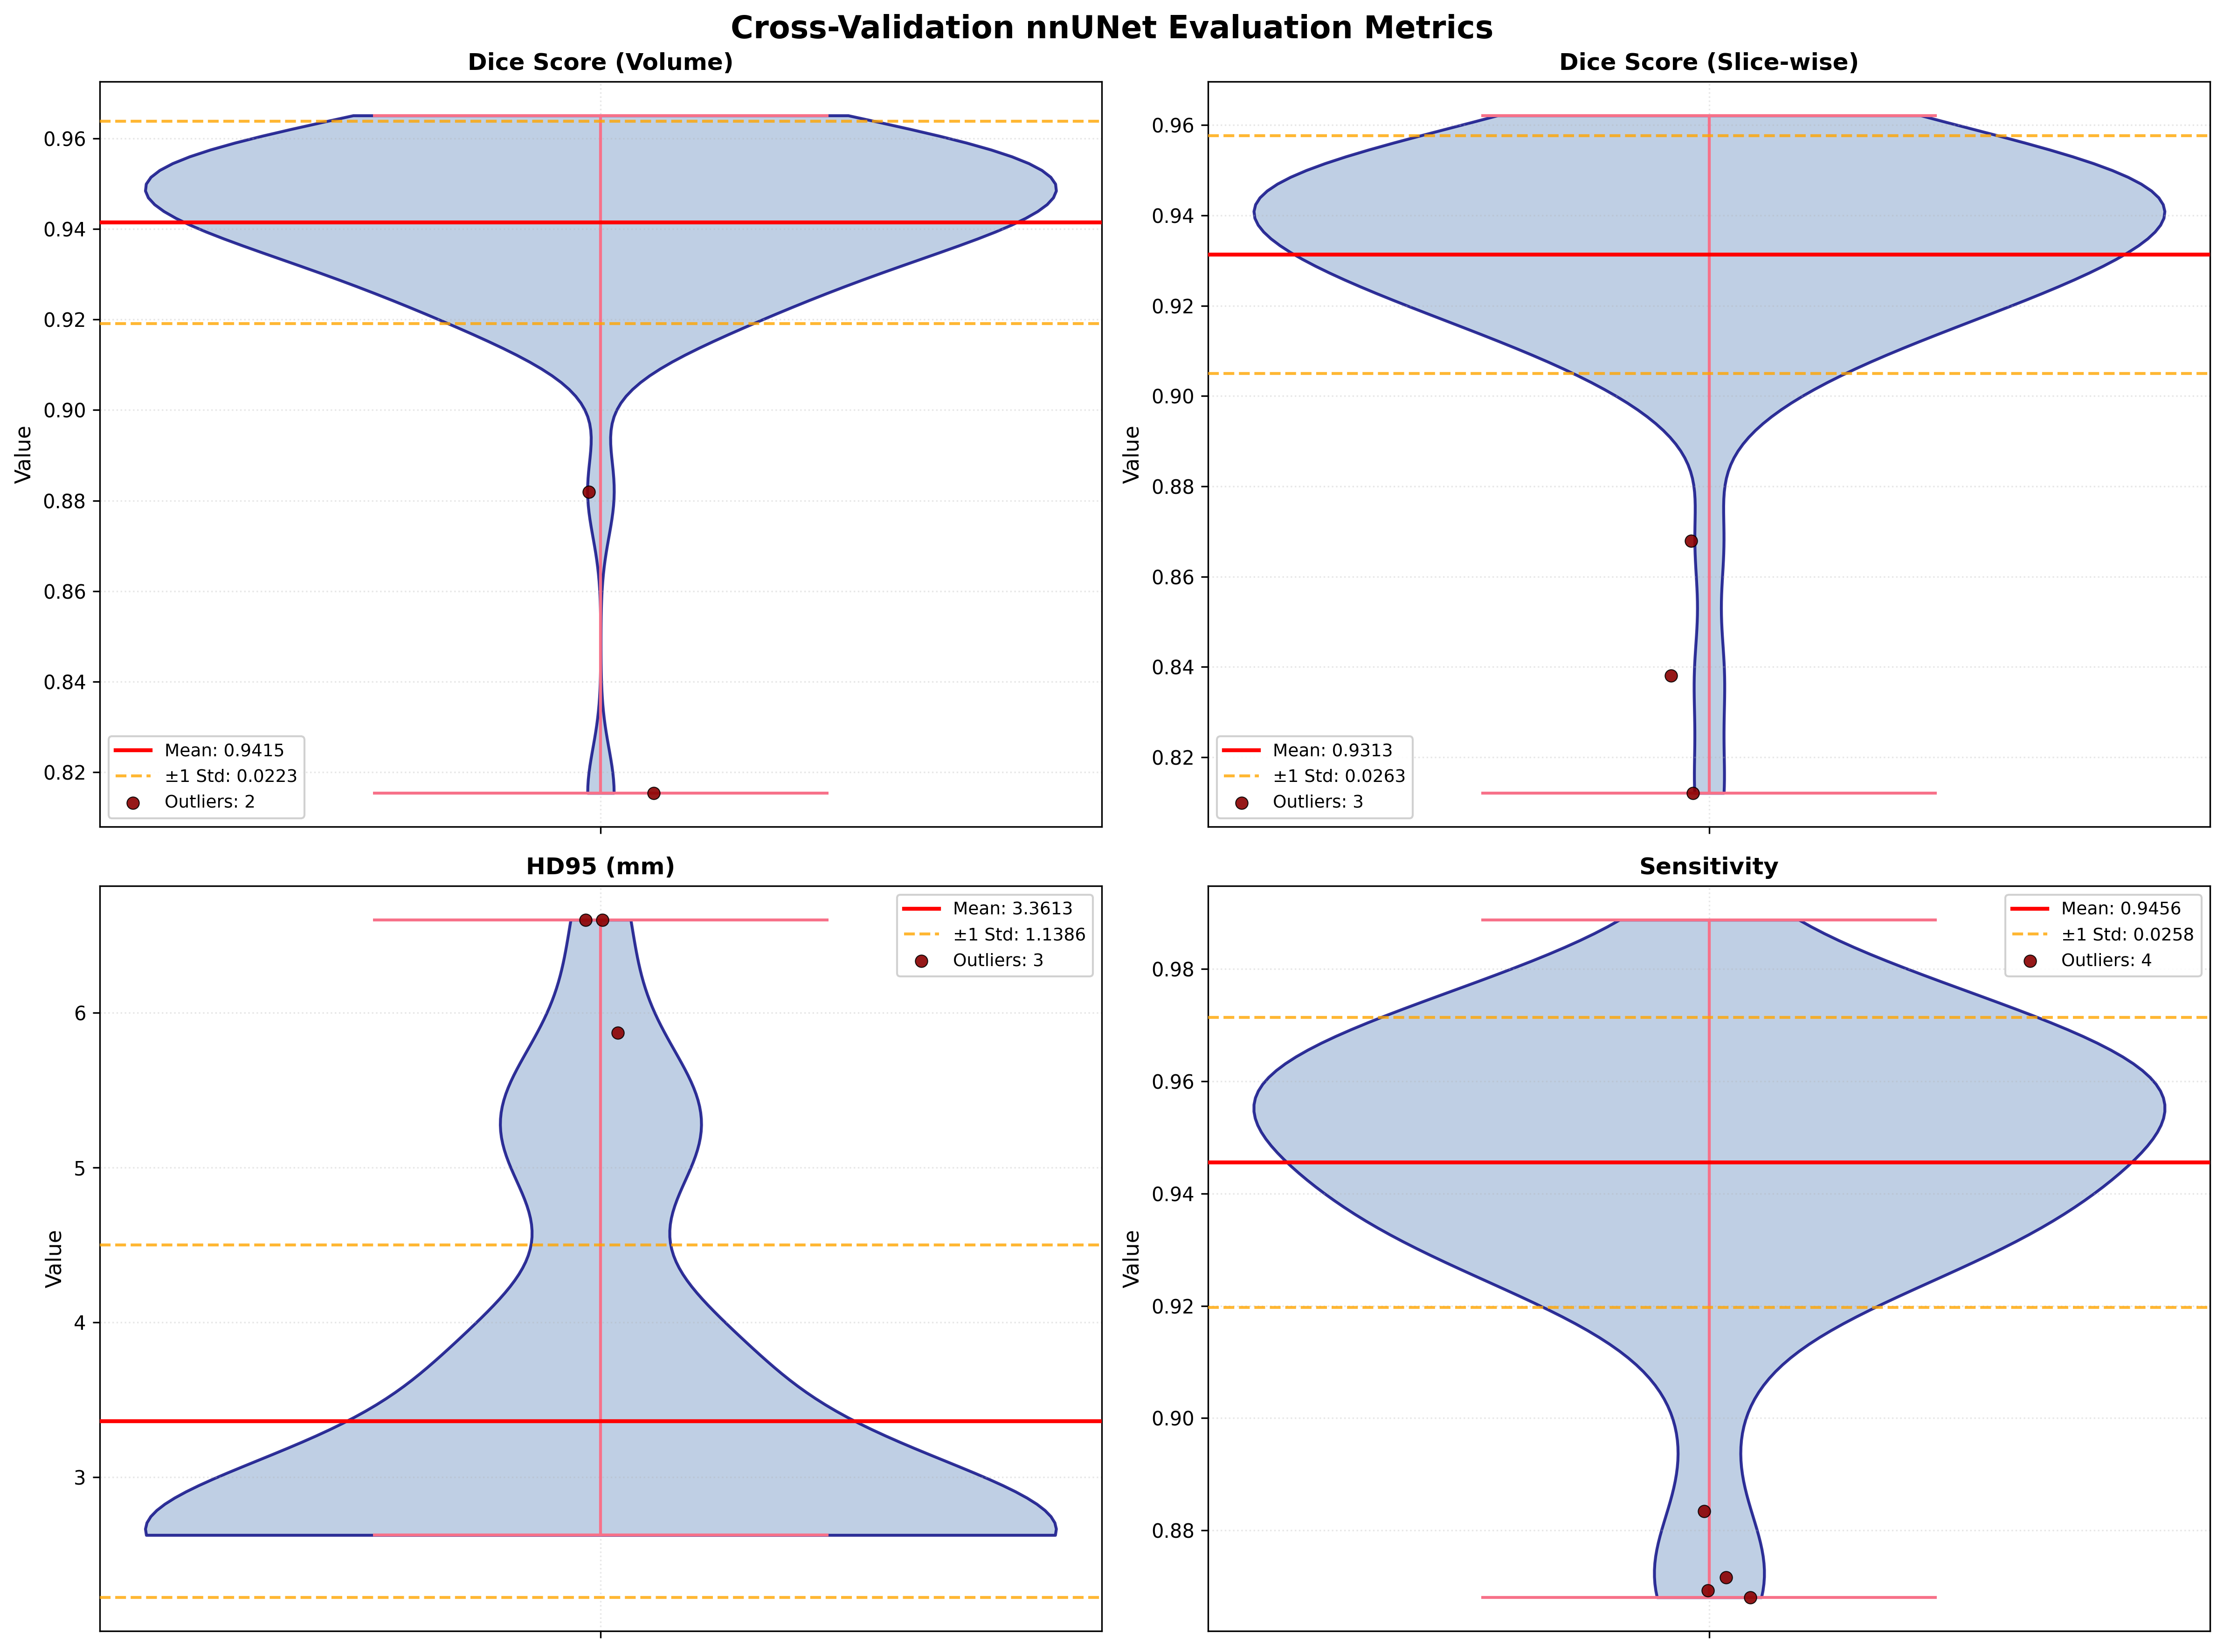 Cross-Validation nnUNet Evaluation Metrics
Dice Score (Volume)
Value
0.96
0.94
0.92
0.90
0.88
0.86
0.84
0.82
Mean: 0.9415
±1 Std: 0.0223
Outliers: 2
Dice Score (Slice-wise)
Value
0.96
0.94
0.92
0.90
0.88
0.86
0.84
0.82
Mean: 0.9313
±1 Std: 0.0263
Outliers: 3
HD95 (mm)
Value
6
5
4
3
Mean: 3.3613
±1 Std: 1.1386
Outliers: 3
Sensitivity
Value
0.98
0.96
0.94
0.92
0.90
0.88
Mean: 0.9456
±1 Std: 0.0258
Outliers: 4